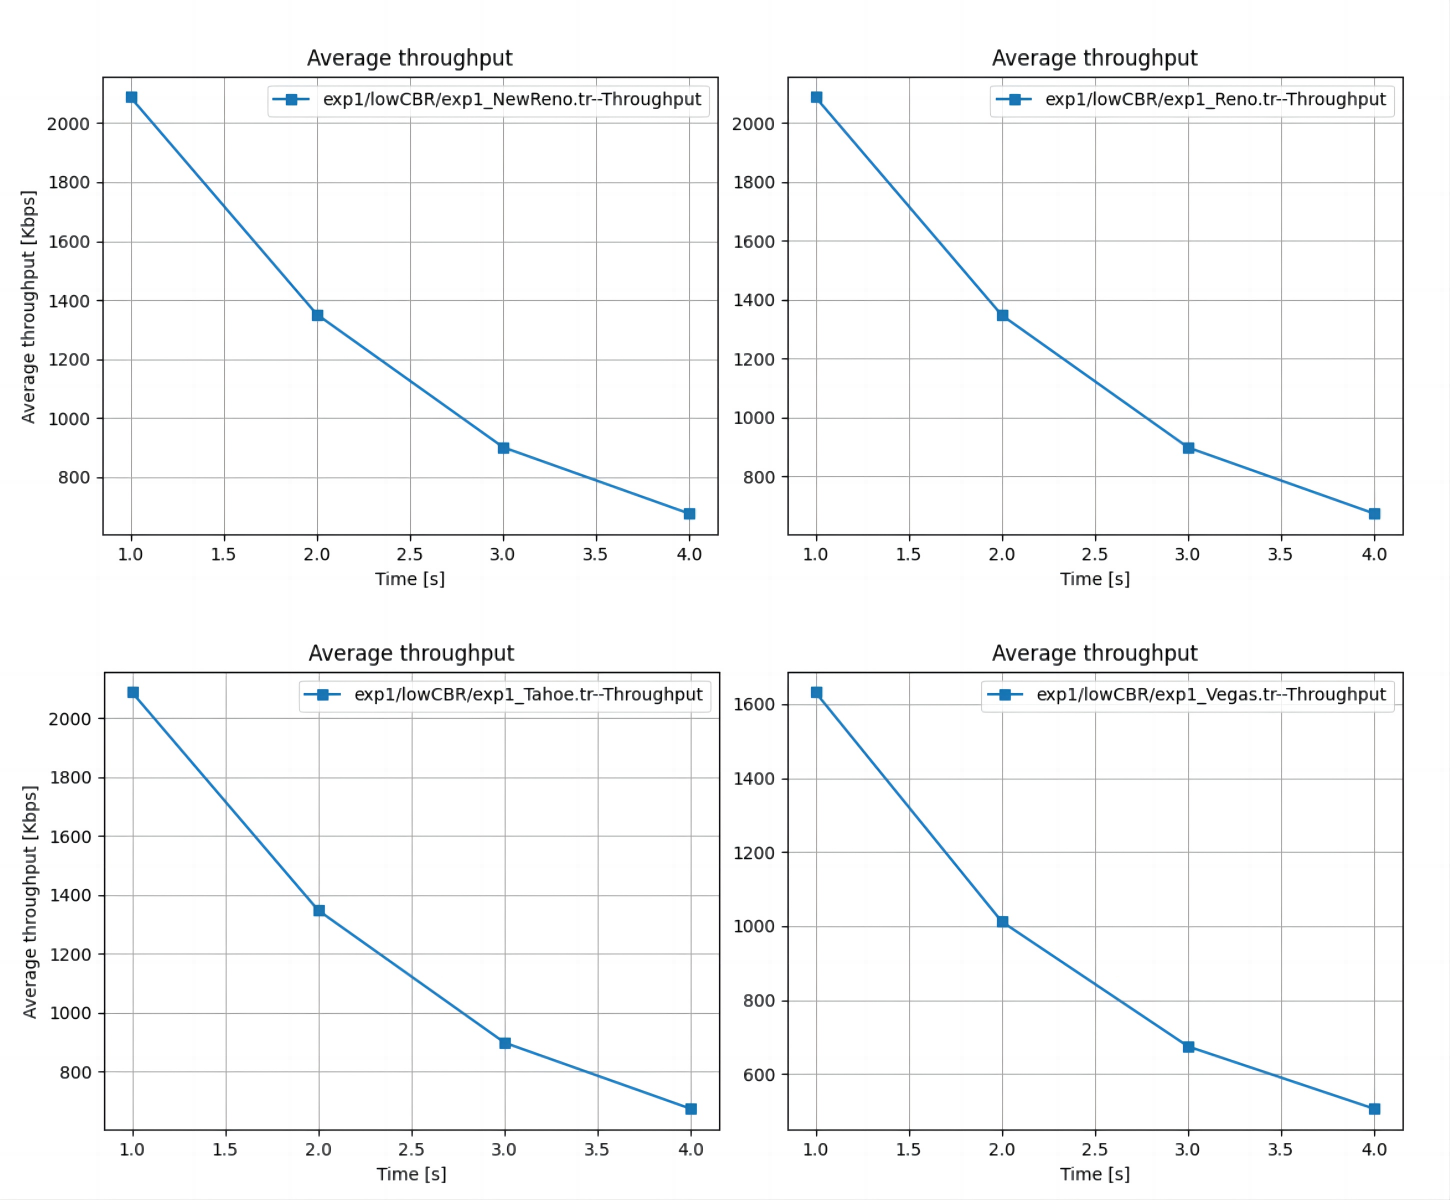 Average throughput
exp1/lowCBR/exp1_NewReno.tr--Throughput
2000
1800
1600
1400
1200
1000
800
Average throughput [Kbps]
1.0 1.5 2.0 2.5 3.0 3.5 4.0
Time [s]
Average throughput
exp1/lowCBR/exp1_Reno.tr--Throughput
2000
1800
1600
1400
1200
1000
800
1.0 1.5 2.0 2.5 3.0 3.5 4.0
Time [s]
Average throughput
exp1/lowCBR/exp1_Tahoe.tr--Throughput
2000
1800
1600
1400
1200
1000
800
Average throughput [Kbps]
1.0 1.5 2.0 2.5 3.0 3.5 4.0
Time [s]
Average throughput
exp1/lowCBR/exp1_Vegas.tr--Throughput
1600
1400
1200
1000
800
600
1.0 1.5 2.0 2.5 3.0 3.5 4.0
Time [s]